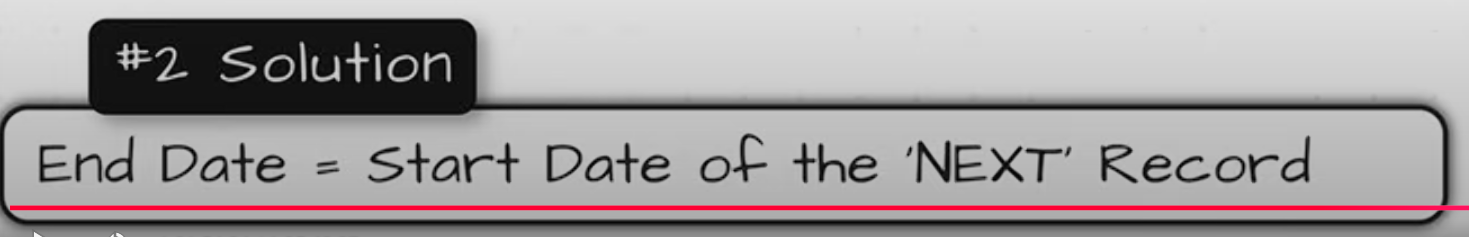 #2 Solution
End Date = Start Date of the 'NEXT' Record